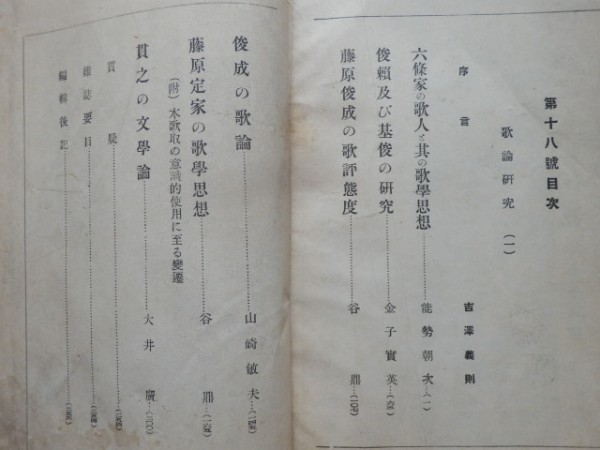 第十八號目次
歌論研究（一）
序言 吉澤義則
六條家の歌人と其の歌學思想 能勢朝次（一）
俊賴及び基俊の研究 金子實英
藤原俊成の歌評態度 谷鼎
俊成の歌論 山崎敏夫
藤原定家の歌學思想 谷鼎
（附）本歌取の意識的使用に至る變遷
貫之の文學論 大井廣
質疑
雜誌要目
編輯後記